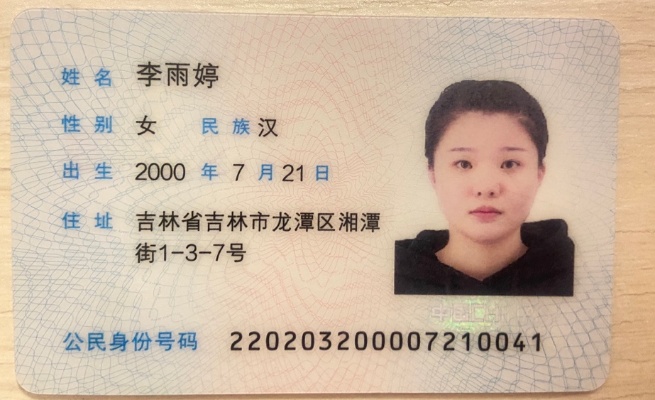 姓名 李雨婷
性别 女 民族 汉
出生 2000 年 7 月 21 日
住址 吉林省吉林市龙潭区湘潭
街1-3-7号
公民身份号码 220203200007210041